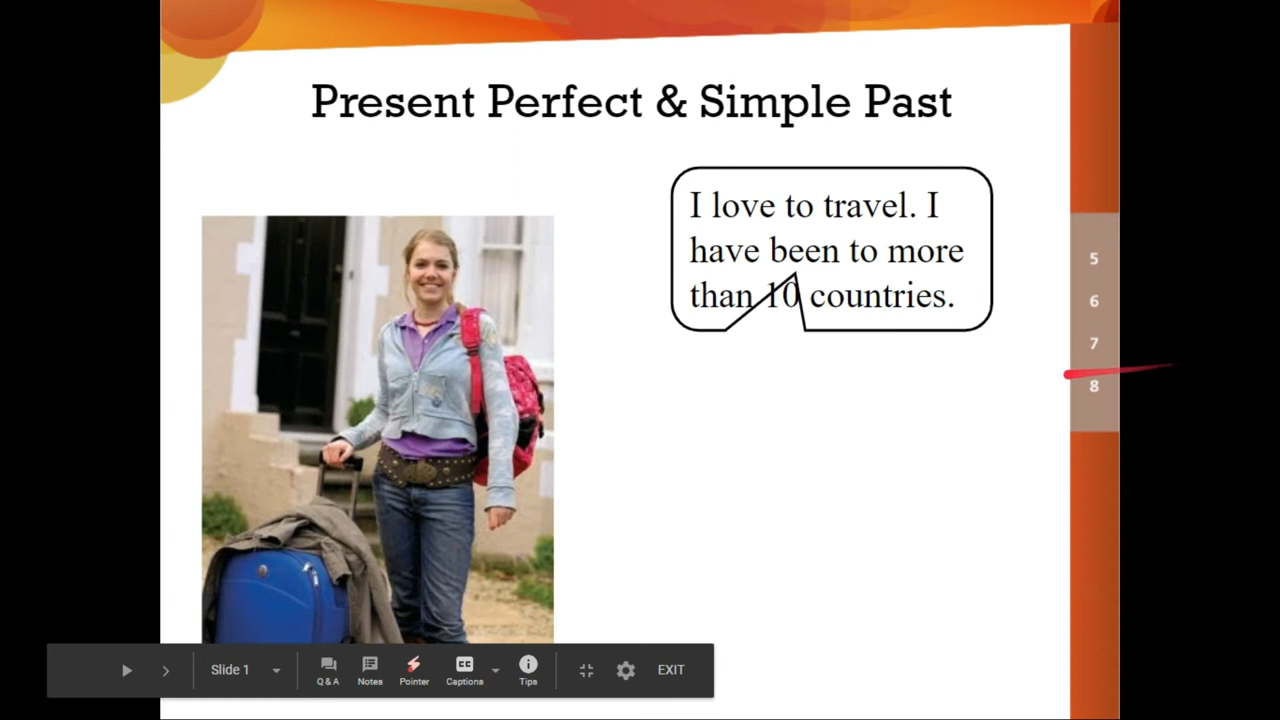 Present Perfect & Simple Past
I love to travel. I
have been to more
than 10 countries.
5
6
7
8
Slide 1
Q & A
Notes
Pointer
CC
Captions
Tips
EXIT